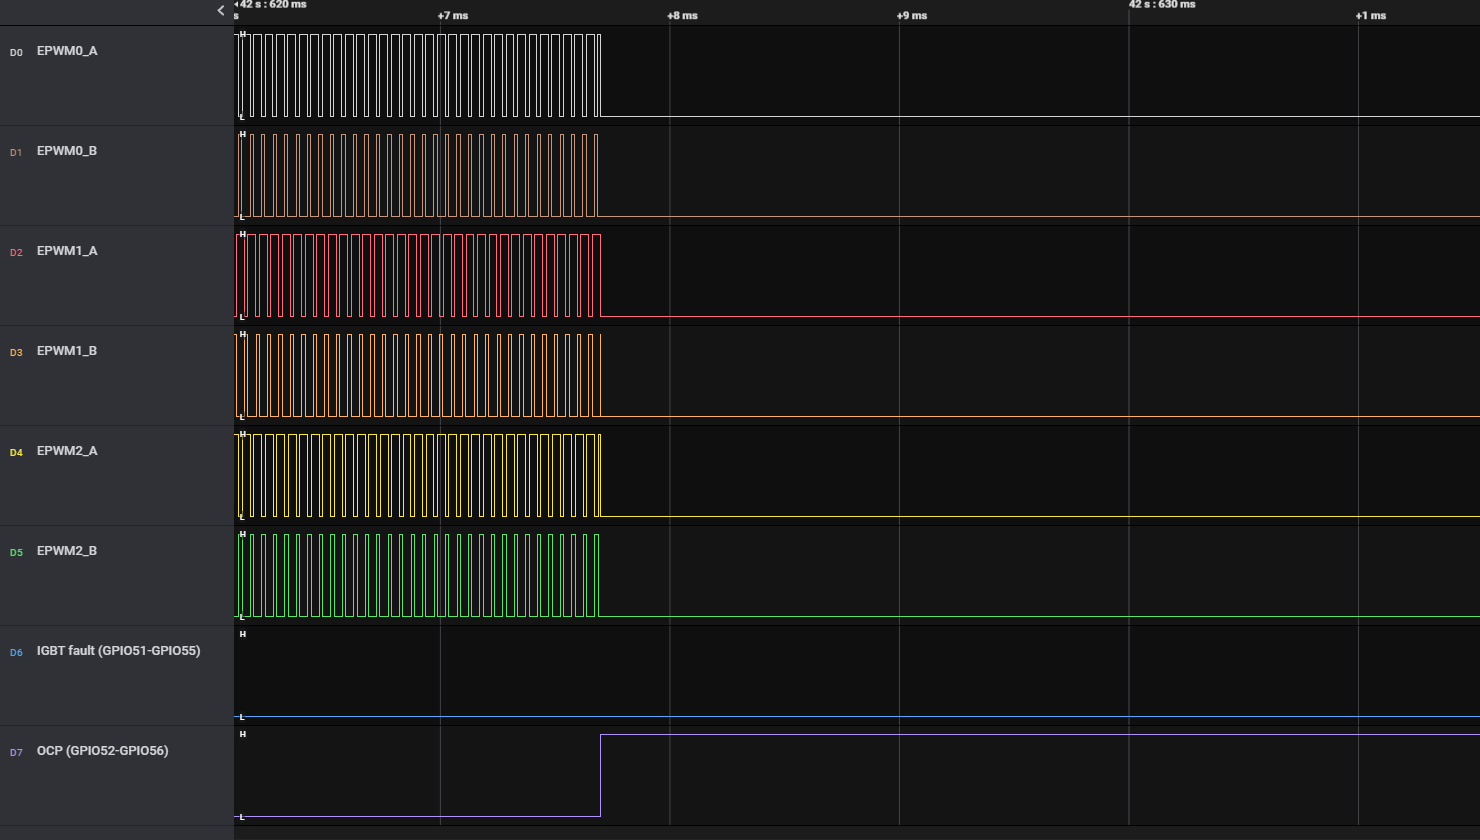 42 s : 620 ms
42 s : 630 ms
s
+7 ms
+8 ms
+9 ms
+1 ms
D0 EPWM0_A
H
L
D1 EPWM0_B
H
L
D2 EPWM1_A
H
L
D3 EPWM1_B
H
L
D4 EPWM2_A
H
L
D5 EPWM2_B
H
L
D6 IGBT fault (GPIO51-GPIO55)
H
L
D7 OCP (GPIO52-GPIO56)
H
L